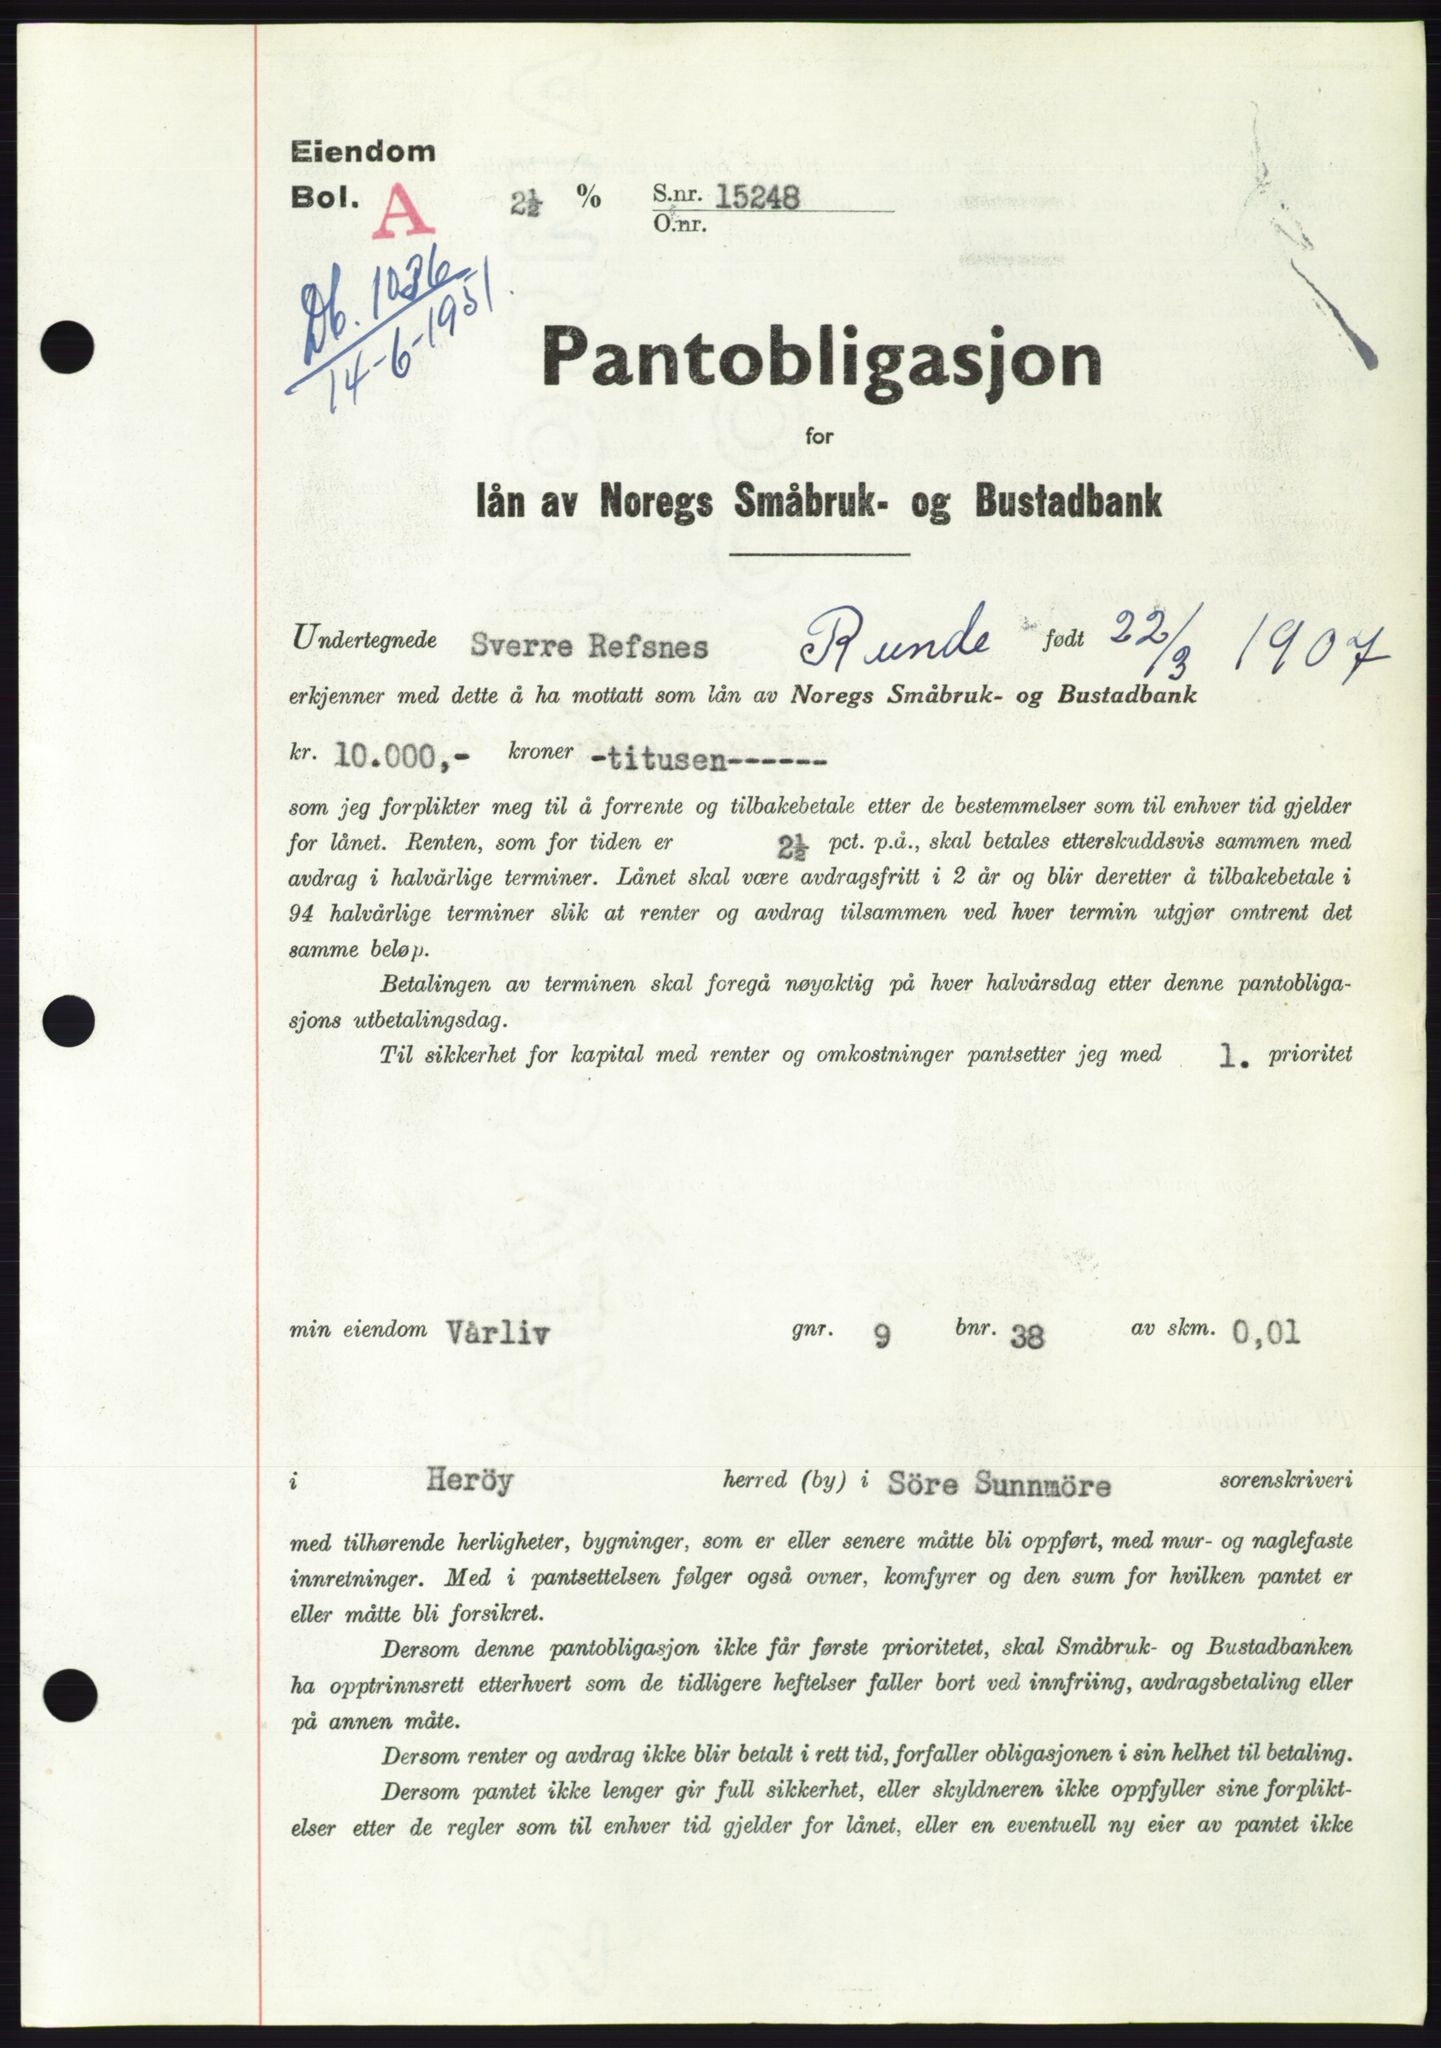 Eiendom
Bol. A 2½ % S.nr. 15248
O.nr.
Db. 1036
14-6-1951.
Pantobligasjon
for
lån av Noregs Småbruk- og Bustadbank
Undertegnede Sverre Refsnes Runde født 22/3 1907
erkjenner med dette å ha mottatt som lån av Noregs Småbruk- og Bustadbank
kr. 10.000,- kroner -titusen------
som jeg forplikter meg til å forrente og tilbakebetale etter de bestemmelser som til enhver tid gjelder
for lånet. Renten, som for tiden er 2½ pct. p.å., skal betales etterskuddsvis sammen med
avdrag i halvårlige terminer. Lånet skal være avdragsfritt i 2 år og blir deretter å tilbakebetale i
94 halvårlige terminer slik at renter og avdrag tilsammen ved hver termin utgjør omtrent det
samme beløp.
Betalingen av terminen skal foregå nøyaktig på hver halvårsdag etter denne pantobliga-
sjons utbetalingsdag.
Til sikkerhet for kapital med renter og omkostninger pantsetter jeg med 1. prioritet
min eiendom Vårliv gnr. 9 bnr. 38 av skm. 0,01
i Heröy herred (by) i Söre Sunnmöre sorenskriveri
med tilhørende herligheter, bygninger, som er eller senere måtte bli oppført, med mur- og naglefaste
innretninger. Med i pantsettelsen følger også ovner, komfyrer og den sum for hvilken pantet er
eller måtte bli forsikret.
Dersom denne pantobligasjon ikke får første prioritetet, skal Småbruk- og Bustadbanken
ha opptrinnsrett etterhvert som de tidligere heftelser faller bort ved innfriing, avdragsbetaling eller
på annen måte.
Dersom renter og avdrag ikke blir betalt i rett tid, forfaller obligasjonen i sin helhet til betaling.
Dersom pantet ikke lenger gir full sikkerhet, eller skyldneren ikke oppfyller sine forplikt-
elser etter de regler som til enhver tid gjelder for lånet, eller en eventuell ny eier av pantet ikke